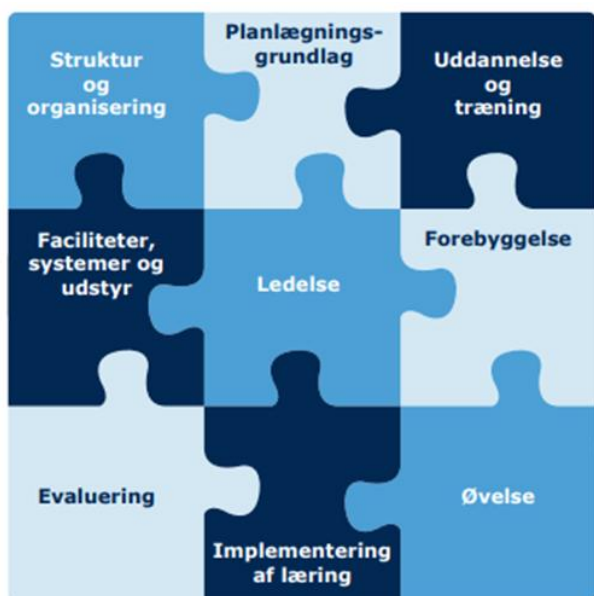 Struktur
og
organisering
Planlægnings-
grundlag
Uddannelse
og
træning
Faciliteter,
systemer og
udstyr
Ledelse
Forebyggelse
Evaluering
Implementering
af læring
Øvelse